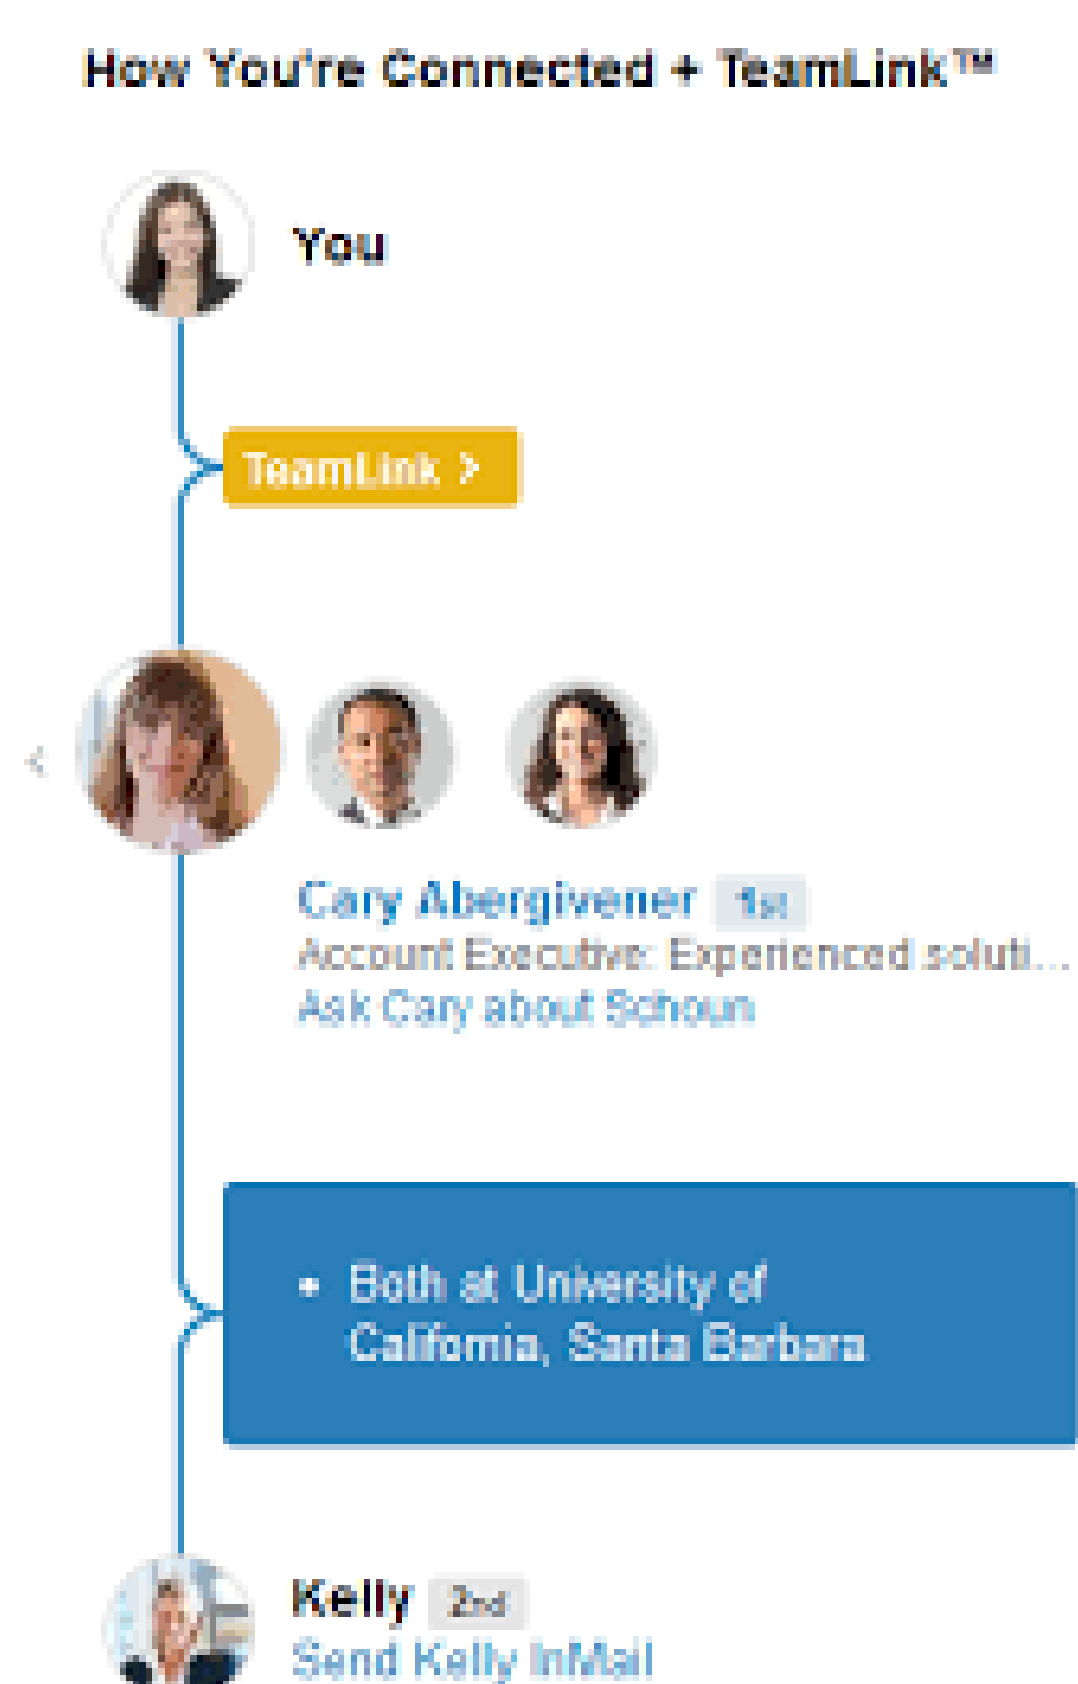 How You're Connected + TeamLink™
You
TeamLink >
<
Cary Abergivener 1st
Account Executive: Experienced soluti...
Ask Cary about Schoun
• Both at University of
California, Santa Barbara
Kelly 2nd
Send Kelly InMail